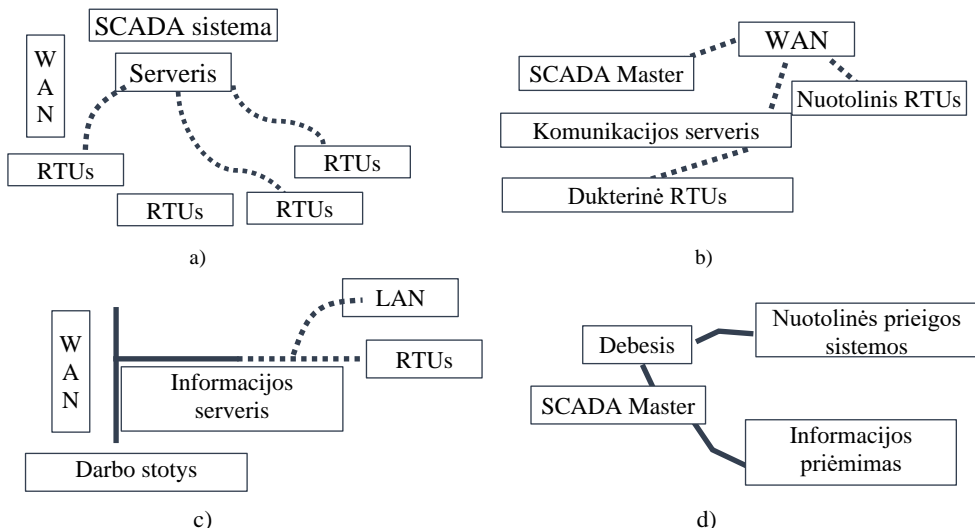 SCADA sistema
W
A
N
Serveris
RTUs
RTUs
RTUs
RTUs
a)
WAN
SCADA Master
Nuotolinis RTUs
Komunikacijos serveris
Dukterinė RTUs
b)
LAN
W
A
N
RTUs
Informacijos
serveris
Darbo stotys
c)
Nuotolinės prieigos
sistemos
Debesis
SCADA Master
Informacijos
priėmimas
d)